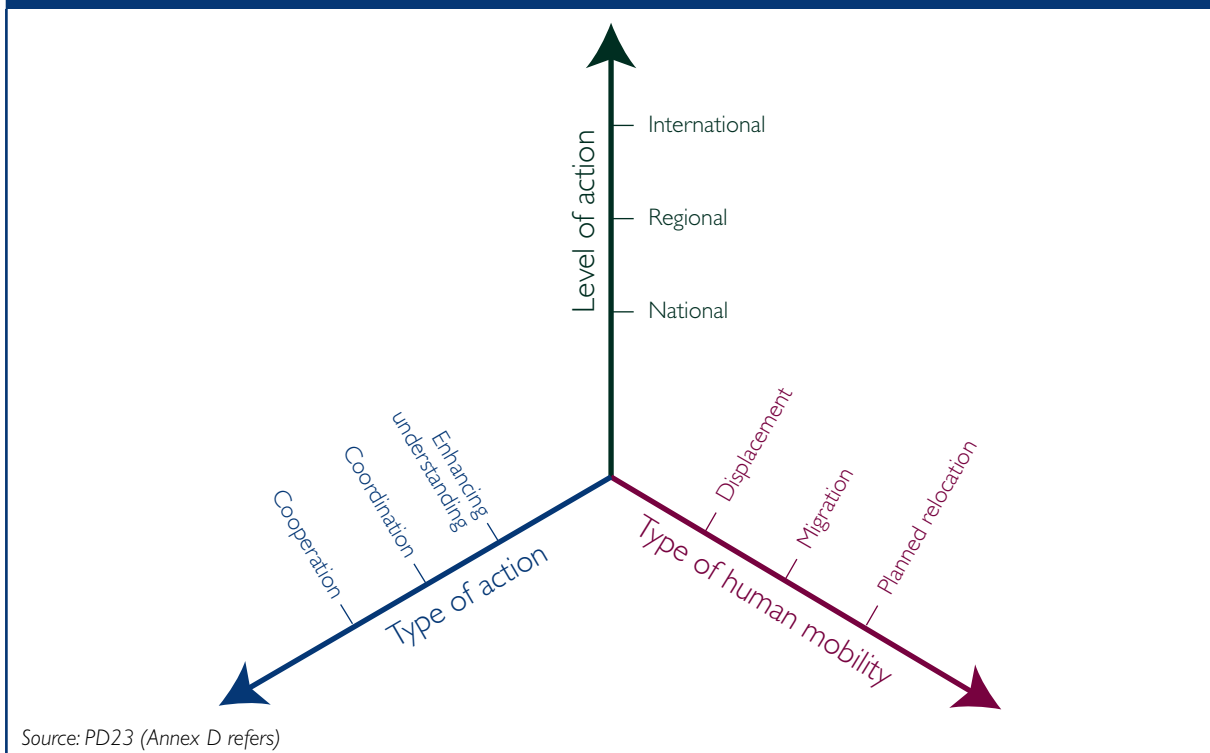 International
Regional
National
Level of action
Enhancing
understanding
Coordination
Cooperation
Type of action
Displacement
Migration
Planned relocation
Type of human mobility
Source: PD23 (Annex D refers)